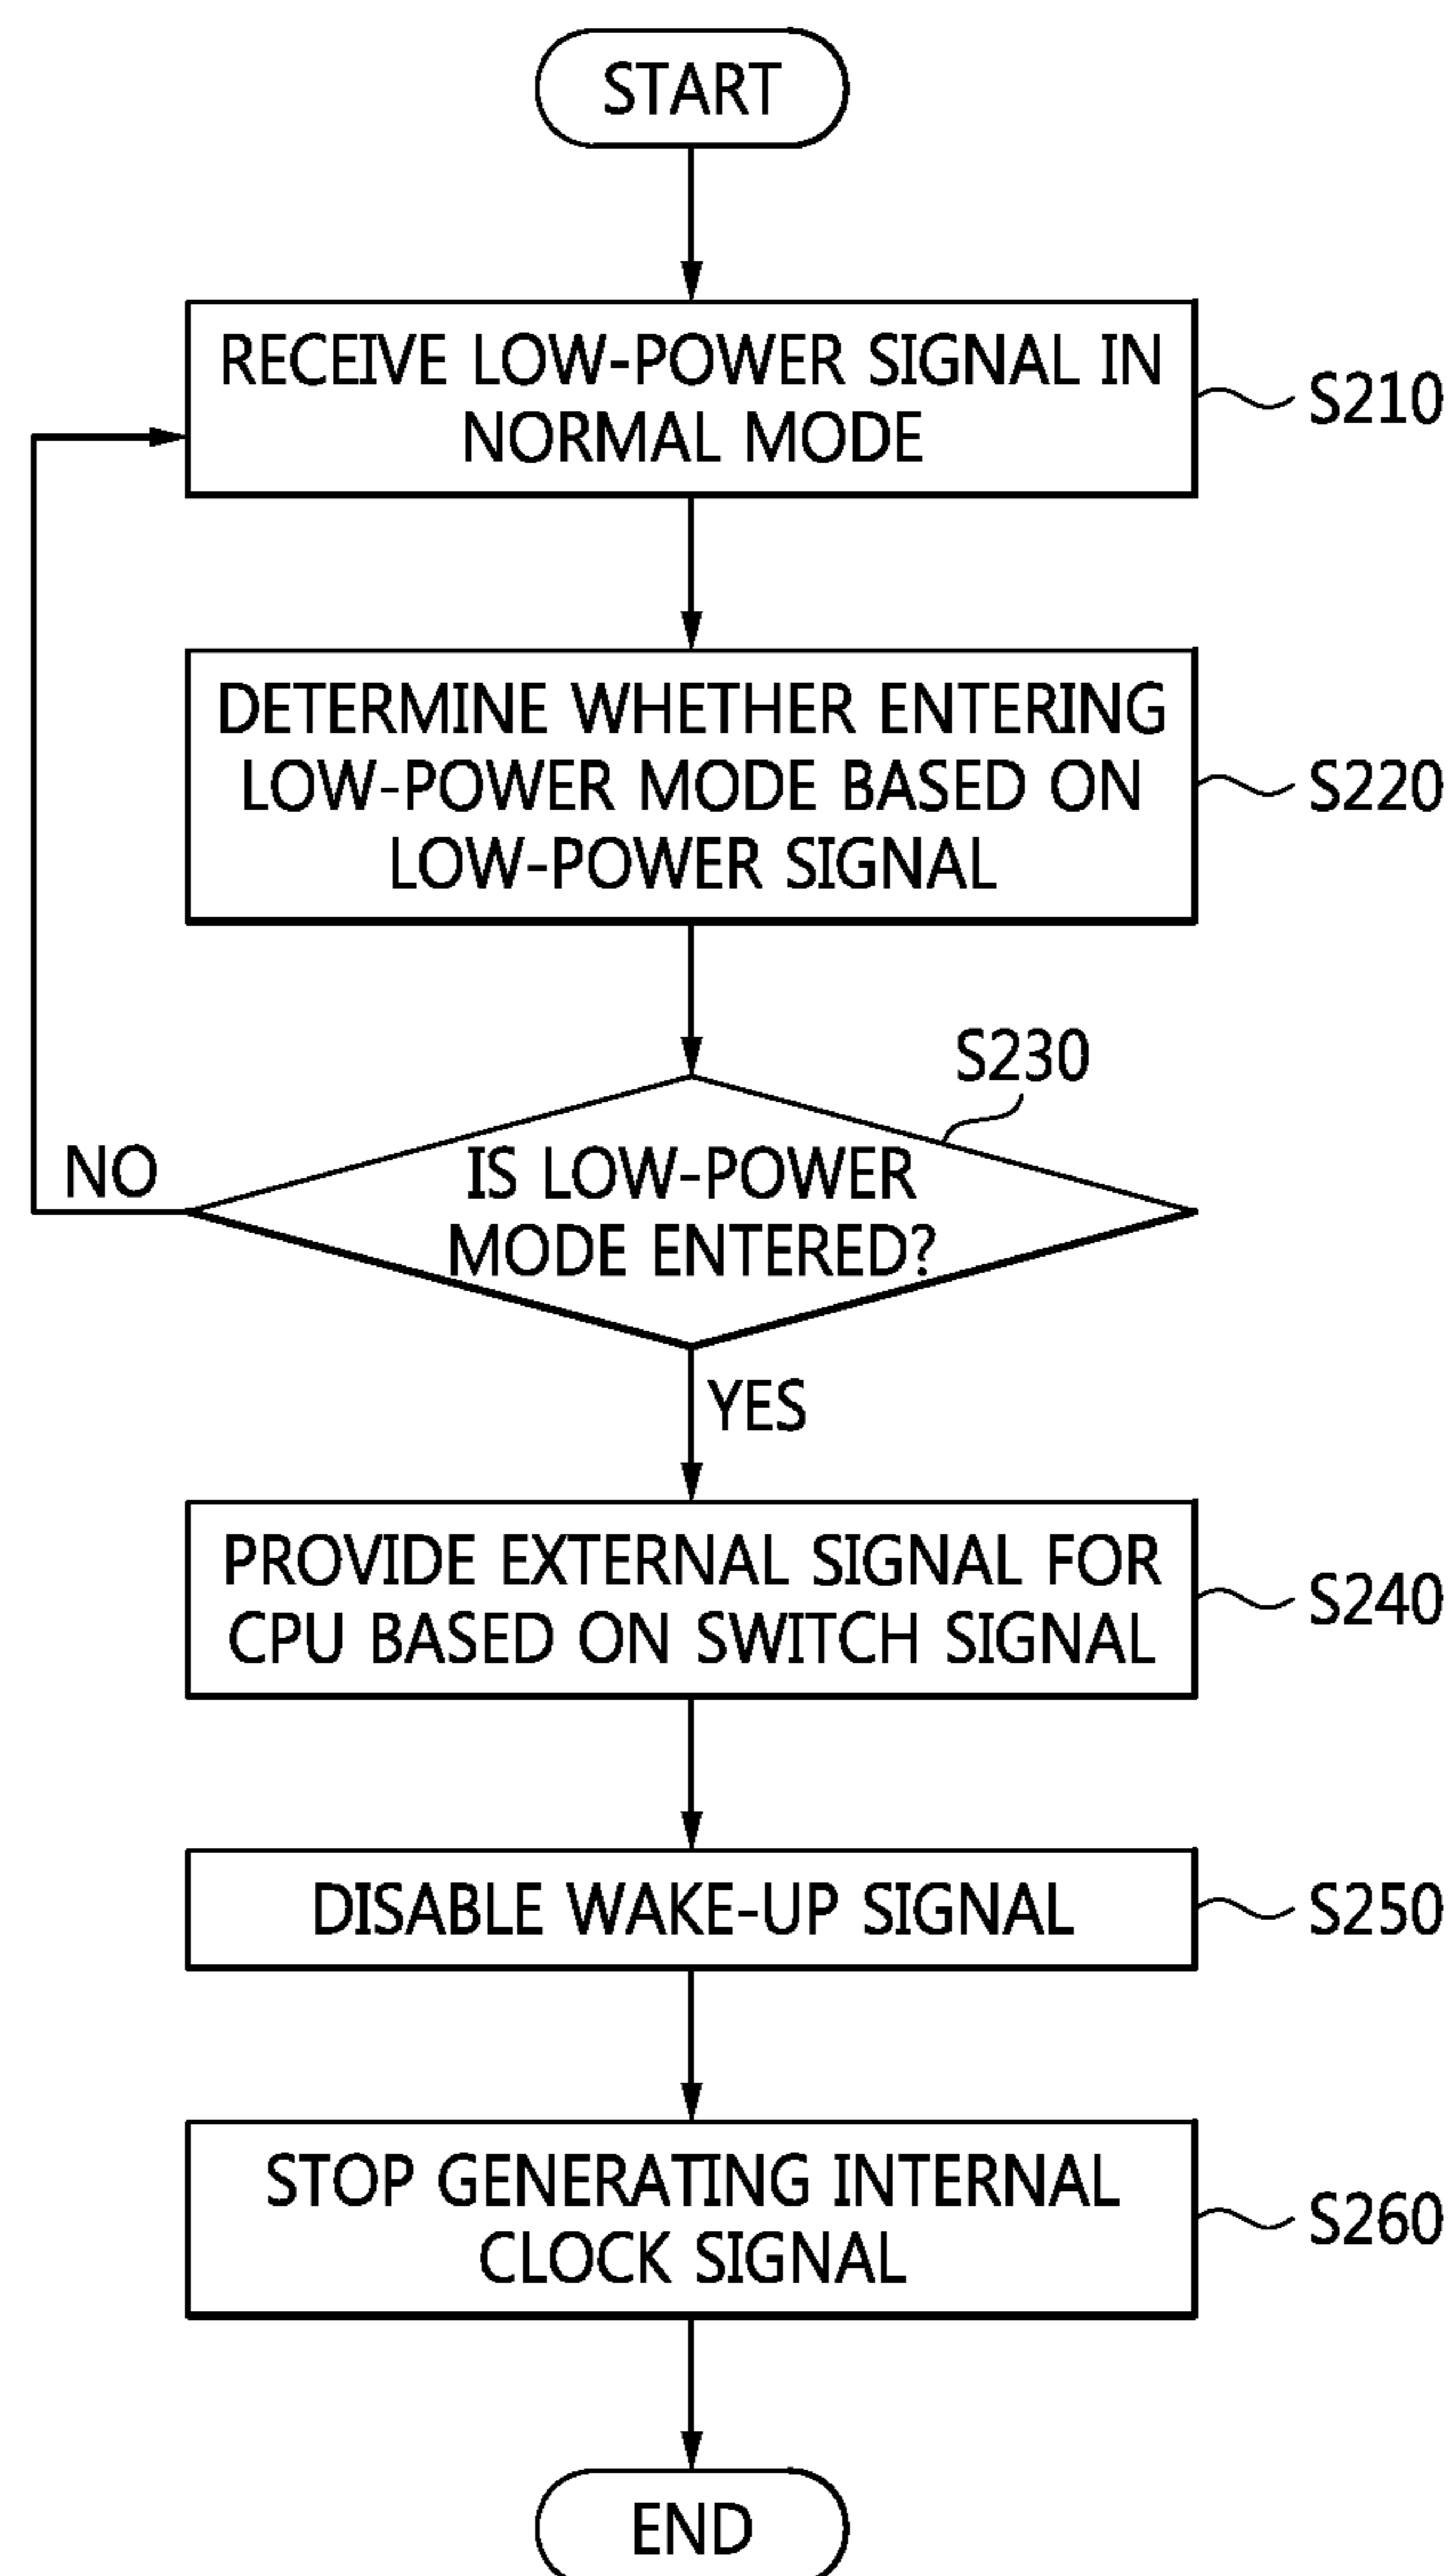 START
RECEIVE LOW-POWER SIGNAL IN
NORMAL MODE
S210
DETERMINE WHETHER ENTERING
LOW-POWER MODE BASED ON
LOW-POWER SIGNAL
S220
S230
IS LOW-POWER
MODE ENTERED?
NO
YES
PROVIDE EXTERNAL SIGNAL FOR
CPU BASED ON SWITCH SIGNAL
S240
DISABLE WAKE-UP SIGNAL
S250
STOP GENERATING INTERNAL
CLOCK SIGNAL
S260
END